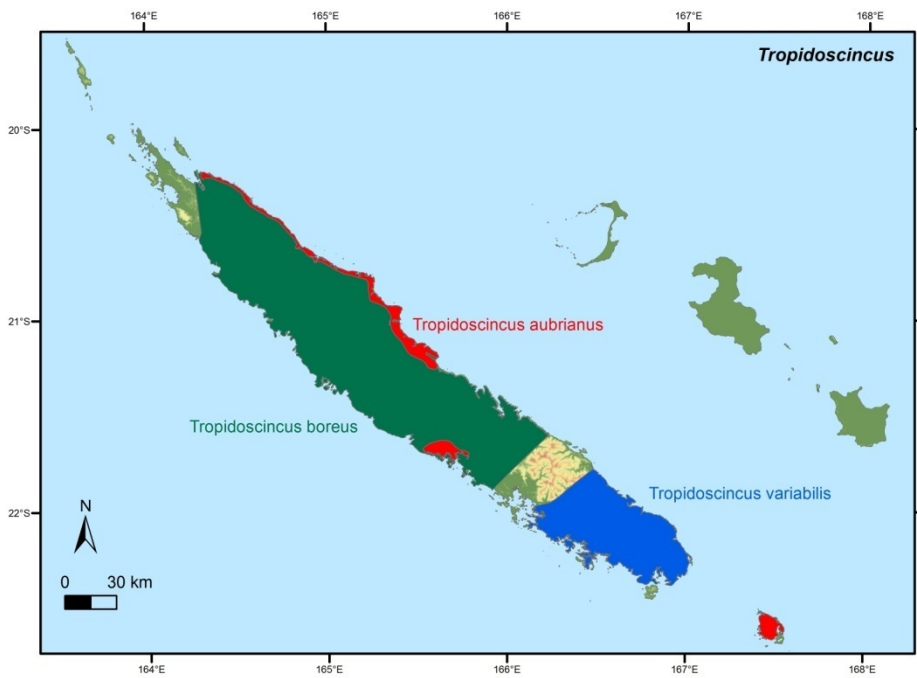 164°E 165°E 166°E 167°E 168°E
Tropidoscincus
20°S
21°S
Tropidoscincus aubrianus
Tropidoscincus boreus
Tropidoscincus variabilis
22°S
N
0 30 km
164°E 165°E 166°E 167°E 168°E